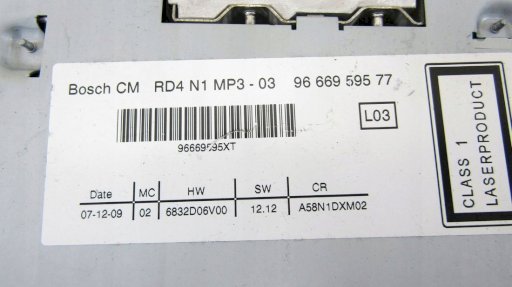 Bosch CM RD4 N1 MP3 - 03 96 669 595 77
L03
96669595XT
Date MC HW SW CR
07-12-09 02 6832D06V00 12.12 A58N1DXM02
CLASS 1
LASERPRODUCT